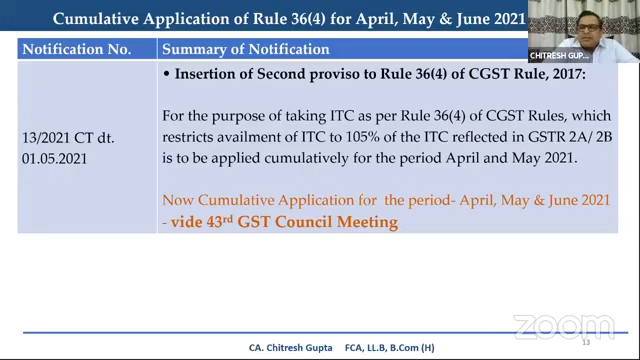 Cumulative Application of Rule 36(4) for April, May & June 2021
CHITRESH GUP...
Notification No.
Summary of Notification
13/2021 CT dt.
01.05.2021
• Insertion of Second proviso to Rule 36(4) of CGST Rule, 2017:
For the purpose of taking ITC as per Rule 36(4) of CGST Rules, which
restricts availment of ITC to 105% of the ITC reflected in GSTR 2A/ 2B
is to be applied cumulatively for the period April and May 2021.
Now Cumulative Application for the period- April, May & June 2021
- vide 43rd GST Council Meeting
zoom
13
CA. Chitresh Gupta FCA, LL.B, B.Com (H)